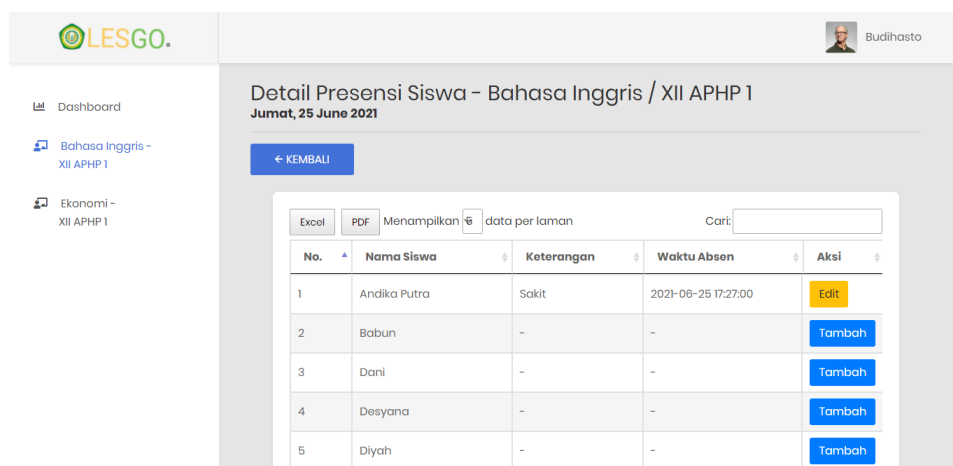 LESGO.
Budihasto
Dashboard
Bahasa Inggris -
XII APHP 1
Ekonomi -
XII APHP 1
Detail Presensi Siswa - Bahasa Inggris / XII APHP 1
Jumat, 25 June 2021
← KEMBALI
Excel PDF Menampilkan 5 data per laman Cari:
No. Nama Siswa Keterangan Waktu Absen Aksi
1 Andika Putra Sakit 2021-06-25 17:27:00 Edit
2 Babun - - Tambah
3 Dani - - Tambah
4 Desyana - - Tambah
5 Diyah - - Tambah